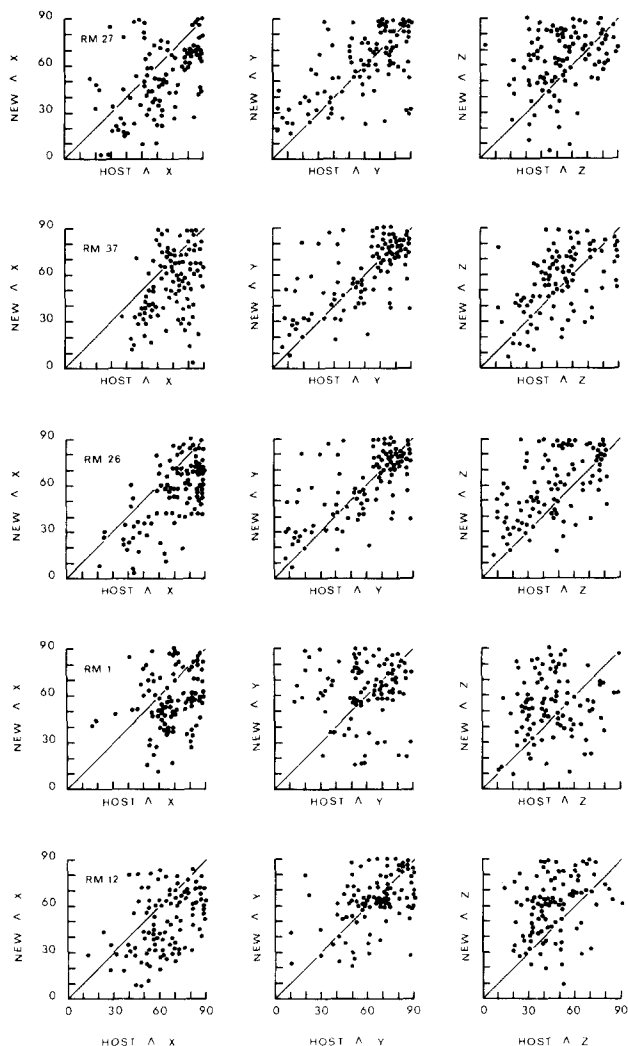 90
60
30
0
NEW Λ X
RM 27
HOST Λ X
NEW Λ Y
HOST Λ Y
NEW Λ Z
HOST Λ Z
90
60
30
0
NEW Λ X
RM 37
HOST Λ X
NEW Λ Y
HOST Λ Y
NEW Λ Z
HOST Λ Z
90
60
30
0
NEW Λ X
RM 26
HOST Λ X
NEW Λ Y
HOST Λ Y
NEW Λ Z
HOST Λ Z
90
60
30
0
NEW Λ X
RM 1
HOST Λ X
NEW Λ Y
HOST Λ Y
NEW Λ Z
HOST Λ Z
90
60
30
0
NEW Λ X
RM 12
0 30 60 90
HOST Λ X
NEW Λ Y
0 30 60 90
HOST Λ Y
NEW Λ Z
0 30 60 90
HOST Λ Z